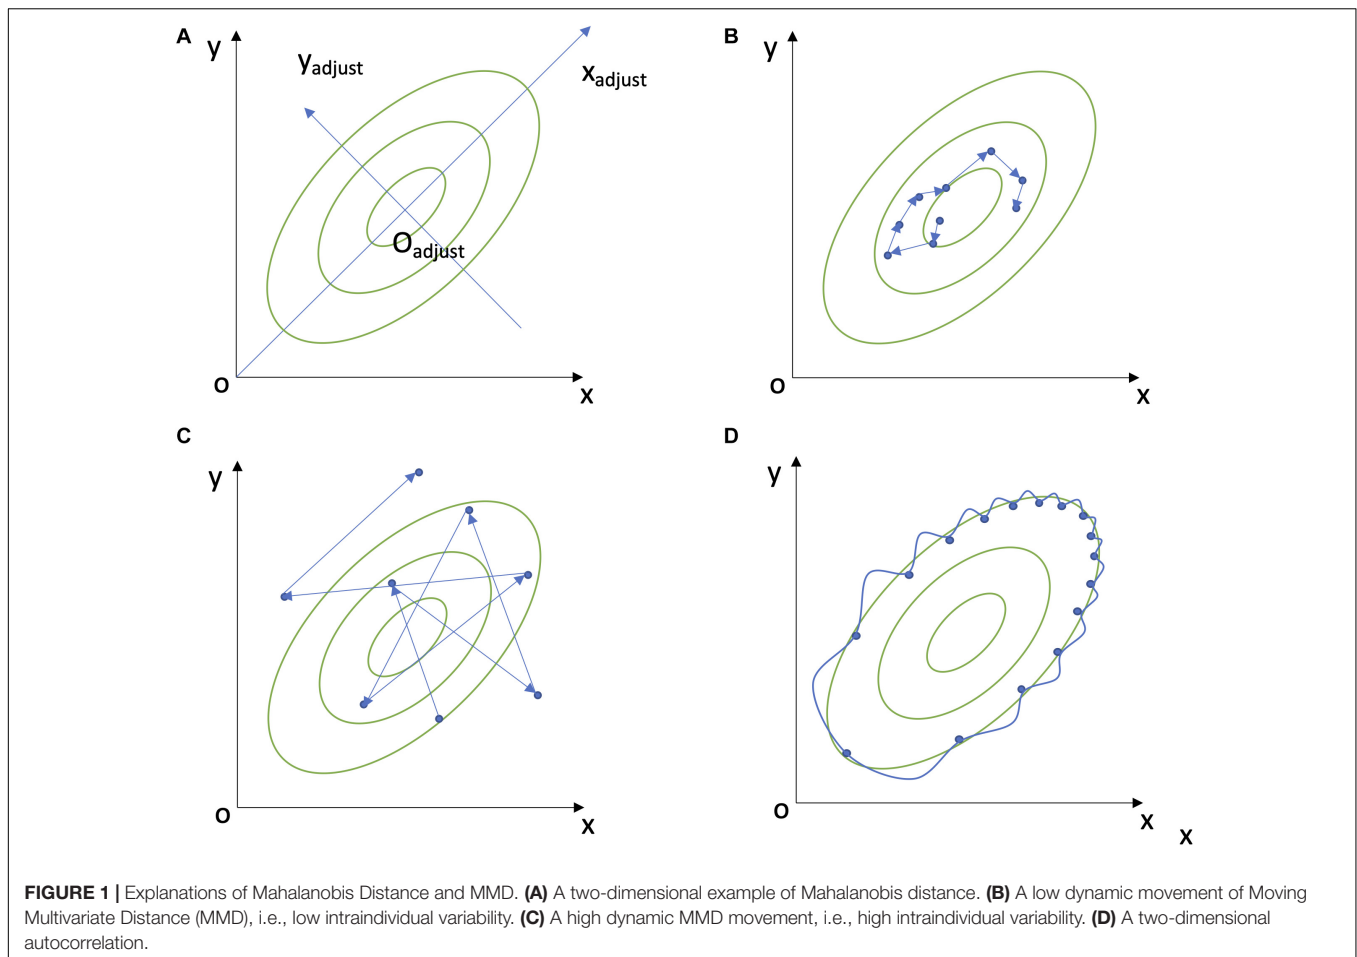 A
y
y_adjust
x_adjust
O_adjust
O
x
B
y
O
x
C
y
O
x
D
y
O
x
x
FIGURE 1 | Explanations of Mahalanobis Distance and MMD. (A) A two-dimensional example of Mahalanobis distance. (B) A low dynamic movement of Moving
Multivariate Distance (MMD), i.e., low intraindividual variability. (C) A high dynamic MMD movement, i.e., high intraindividual variability. (D) A two-dimensional
autocorrelation.